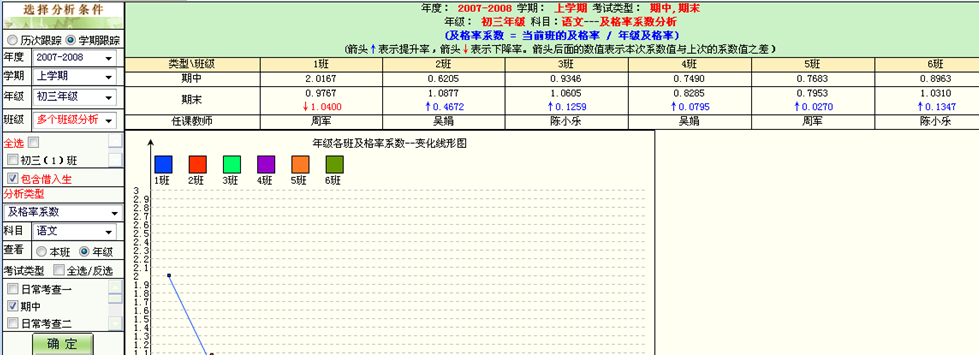 选择分析条件
历次跟踪 学期跟踪
年度 2007-2008
学期 上学期
年级 初三年级
班级 多个班级分析
全选
初三（1）班
包含借入生
分析类型
及格率系数
科目 语文
查看 本班 年级
考试类型 全选/反选
日常考查一
期中
日常考查二
确 定
年度： 2007-2008 学期： 上学期 考试类型： 期中,期末
年级： 初三年级 科目：语文---及格率系数分析
(及格率系数 = 当前班的及格率 / 年级及格率)
(箭头↑表示提升率，箭头↓表示下降率。箭头后面的数值表示本次系数值与上次的系数值之差)
类型\班级 1班 2班 3班 4班 5班 6班
期中 2.0167 0.6205 0.9346 0.7490 0.7683 0.8963
期末 0.9767 1.0877 1.0605 0.8285 0.7953 1.0310
↓1.0400 ↑0.4672 ↑0.1259 ↑0.0795 ↑0.0270 ↑0.1347
任课教师 周军 吴娟 陈小乐 吴娟 周军 陈小乐
年级各班及格率系数--变化线形图
1班 2班 3班 4班 5班 6班
3
2.9
2.8
2.7
2.6
2.5
2.4
2.3
2.2
2.1
2
1.9
1.8
1.7
1.6
1.5
1.4
1.3
1.2
1.1